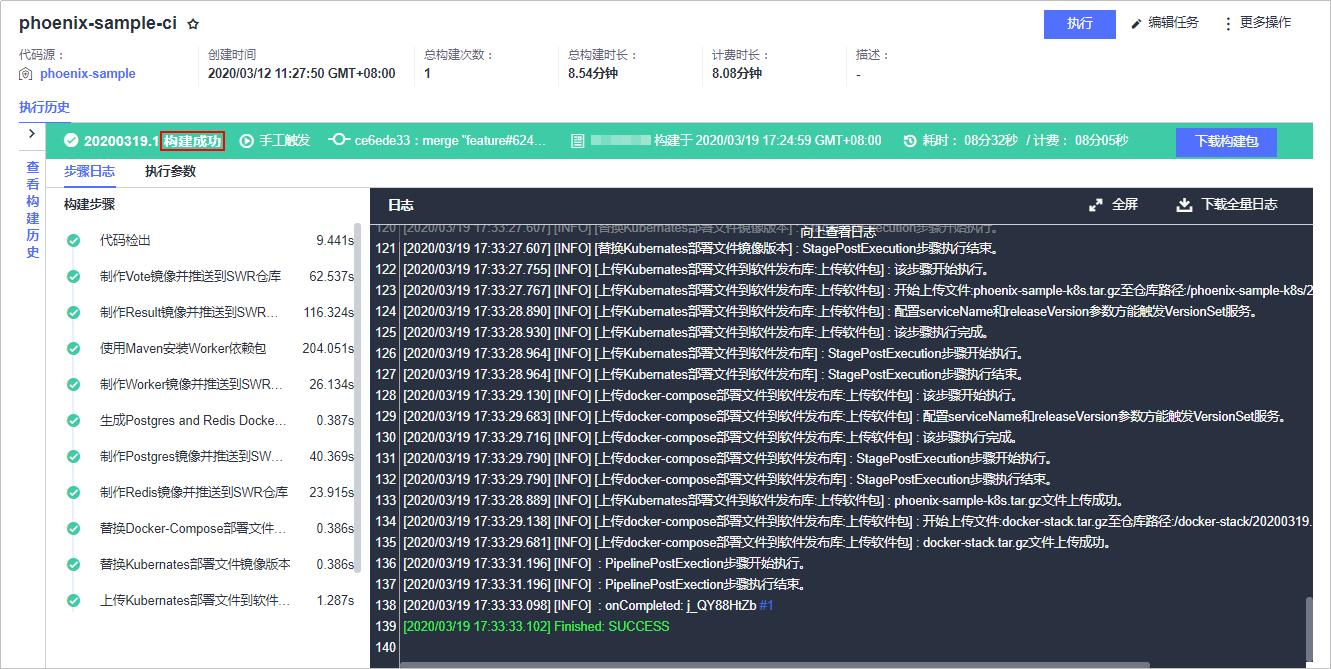 phoenix-sample-ci
执行
编辑任务
更多操作
代码源：
创建时间
总构建次数：
总构建时长：
计费时长：
描述：
phoenix-sample
2020/03/12 11:27:50 GMT+08:00
1
8.54分钟
8.08分钟
-
执行历史
20200319.1 构建成功 手工触发 ce6ede33：merge "feature#624... 构建于 2020/03/19 17:24:59 GMT+08:00 耗时： 08分32秒 / 计费： 08分05秒 下载构建包
查看构建历史
步骤日志 执行参数
构建步骤
代码检出 9.441s
制作Vote镜像并推送到SWR仓库 62.537s
制作Result镜像并推送到SWR... 116.324s
使用Maven安装Worker依赖包 204.051s
制作Worker镜像并推送到SWR... 26.134s
生成Postgres and Redis Docke... 0.387s
制作Postgres镜像并推送到SW... 40.369s
制作Redis镜像并推送到SWR仓库 23.915s
替换Docker-Compose部署文件... 0.386s
替换Kubernates部署文件镜像版本 0.386s
上传Kubernates部署文件到软件... 1.287s
日志 全屏 下载全量日志
向上查看日志
120 [2020/03/19 17:33:27.607] [INFO] [替换Kubernates部署文件镜像版本] : StagePostExecution步骤开始执行。
121 [2020/03/19 17:33:27.607] [INFO] [替换Kubernates部署文件镜像版本] : StagePostExecution步骤执行结束。
122 [2020/03/19 17:33:27.755] [INFO] [上传Kubernates部署文件到软件发布库:上传软件包] : 该步骤开始执行。
123 [2020/03/19 17:33:27.767] [INFO] [上传Kubernates部署文件到软件发布库:上传软件包] : 开始上传文件:phoenix-sample-k8s.tar.gz至仓库路径:/phoenix-sample-k8s/2
124 [2020/03/19 17:33:28.890] [INFO] [上传Kubernates部署文件到软件发布库:上传软件包] : 配置serviceName和releaseVersion参数方能触发VersionSet服务。
125 [2020/03/19 17:33:28.930] [INFO] [上传Kubernates部署文件到软件发布库:上传软件包] : 该步骤执行完成。
126 [2020/03/19 17:33:28.964] [INFO] [上传Kubernates部署文件到软件发布库] : StagePostExecution步骤开始执行。
127 [2020/03/19 17:33:28.964] [INFO] [上传Kubernates部署文件到软件发布库] : StagePostExecution步骤执行结束。
128 [2020/03/19 17:33:29.130] [INFO] [上传docker-compose部署文件到软件发布库:上传软件包] : 该步骤开始执行。
129 [2020/03/19 17:33:29.683] [INFO] [上传docker-compose部署文件到软件发布库:上传软件包] : 配置serviceName和releaseVersion参数方能触发VersionSet服务。
130 [2020/03/19 17:33:29.716] [INFO] [上传docker-compose部署文件到软件发布库:上传软件包] : 该步骤执行完成。
131 [2020/03/19 17:33:29.790] [INFO] [上传docker-compose部署文件到软件发布库] : StagePostExecution步骤开始执行。
132 [2020/03/19 17:33:29.790] [INFO] [上传docker-compose部署文件到软件发布库] : StagePostExecution步骤执行结束。
133 [2020/03/19 17:33:28.889] [INFO] [上传Kubernates部署文件到软件发布库:上传软件包] : phoenix-sample-k8s.tar.gz文件上传成功。
134 [2020/03/19 17:33:29.138] [INFO] [上传docker-compose部署文件到软件发布库:上传软件包] : 开始上传文件:docker-stack.tar.gz至仓库路径:/docker-stack/20200319.
135 [2020/03/19 17:33:29.681] [INFO] [上传docker-compose部署文件到软件发布库:上传软件包] : docker-stack.tar.gz文件上传成功。
136 [2020/03/19 17:33:31.196] [INFO] : PipelinePostExection步骤开始执行。
137 [2020/03/19 17:33:31.196] [INFO] : PipelinePostExection步骤执行结束。
138 [2020/03/19 17:33:33.098] [INFO] : onCompleted: j_QY88HtZb #1
139 [2020/03/19 17:33:33.102] Finished: SUCCESS
140